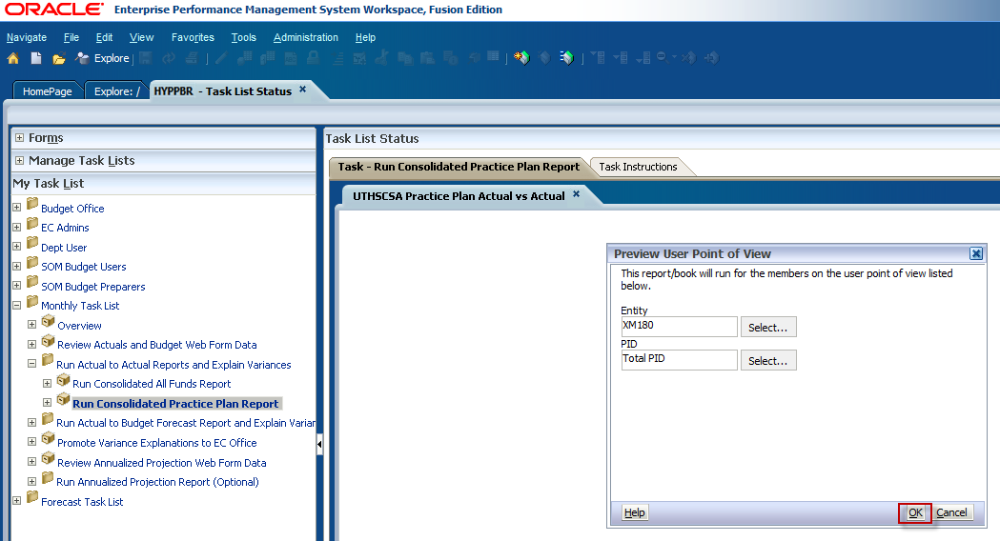 ORACLE® Enterprise Performance Management System Workspace, Fusion Edition
Navigate File Edit View Favorites Tools Administration Help
Explore
HomePage Explore: / HYPPBR - Task List Status
Forms
Manage Task Lists
My Task List
Budget Office
EC Admins
Dept User
SOM Budget Users
SOM Budget Preparers
Monthly Task List
Overview
Review Actuals and Budget Web Form Data
Run Actual to Actual Reports and Explain Variances
Run Consolidated All Funds Report
Run Consolidated Practice Plan Report
Run Actual to Budget Forecast Report and Explain Varian
Promote Variance Explanations to EC Office
Review Annualized Projection Web Form Data
Run Annualized Projection Report (Optional)
Forecast Task List
Task List Status
Task - Run Consolidated Practice Plan Report Task Instructions
UTHSCSA Practice Plan Actual vs Actual
Preview User Point of View
This report/book will run for the members on the user point of view listed
below.
Entity
XM180 Select...
PID
Total PID Select...
Help OK Cancel